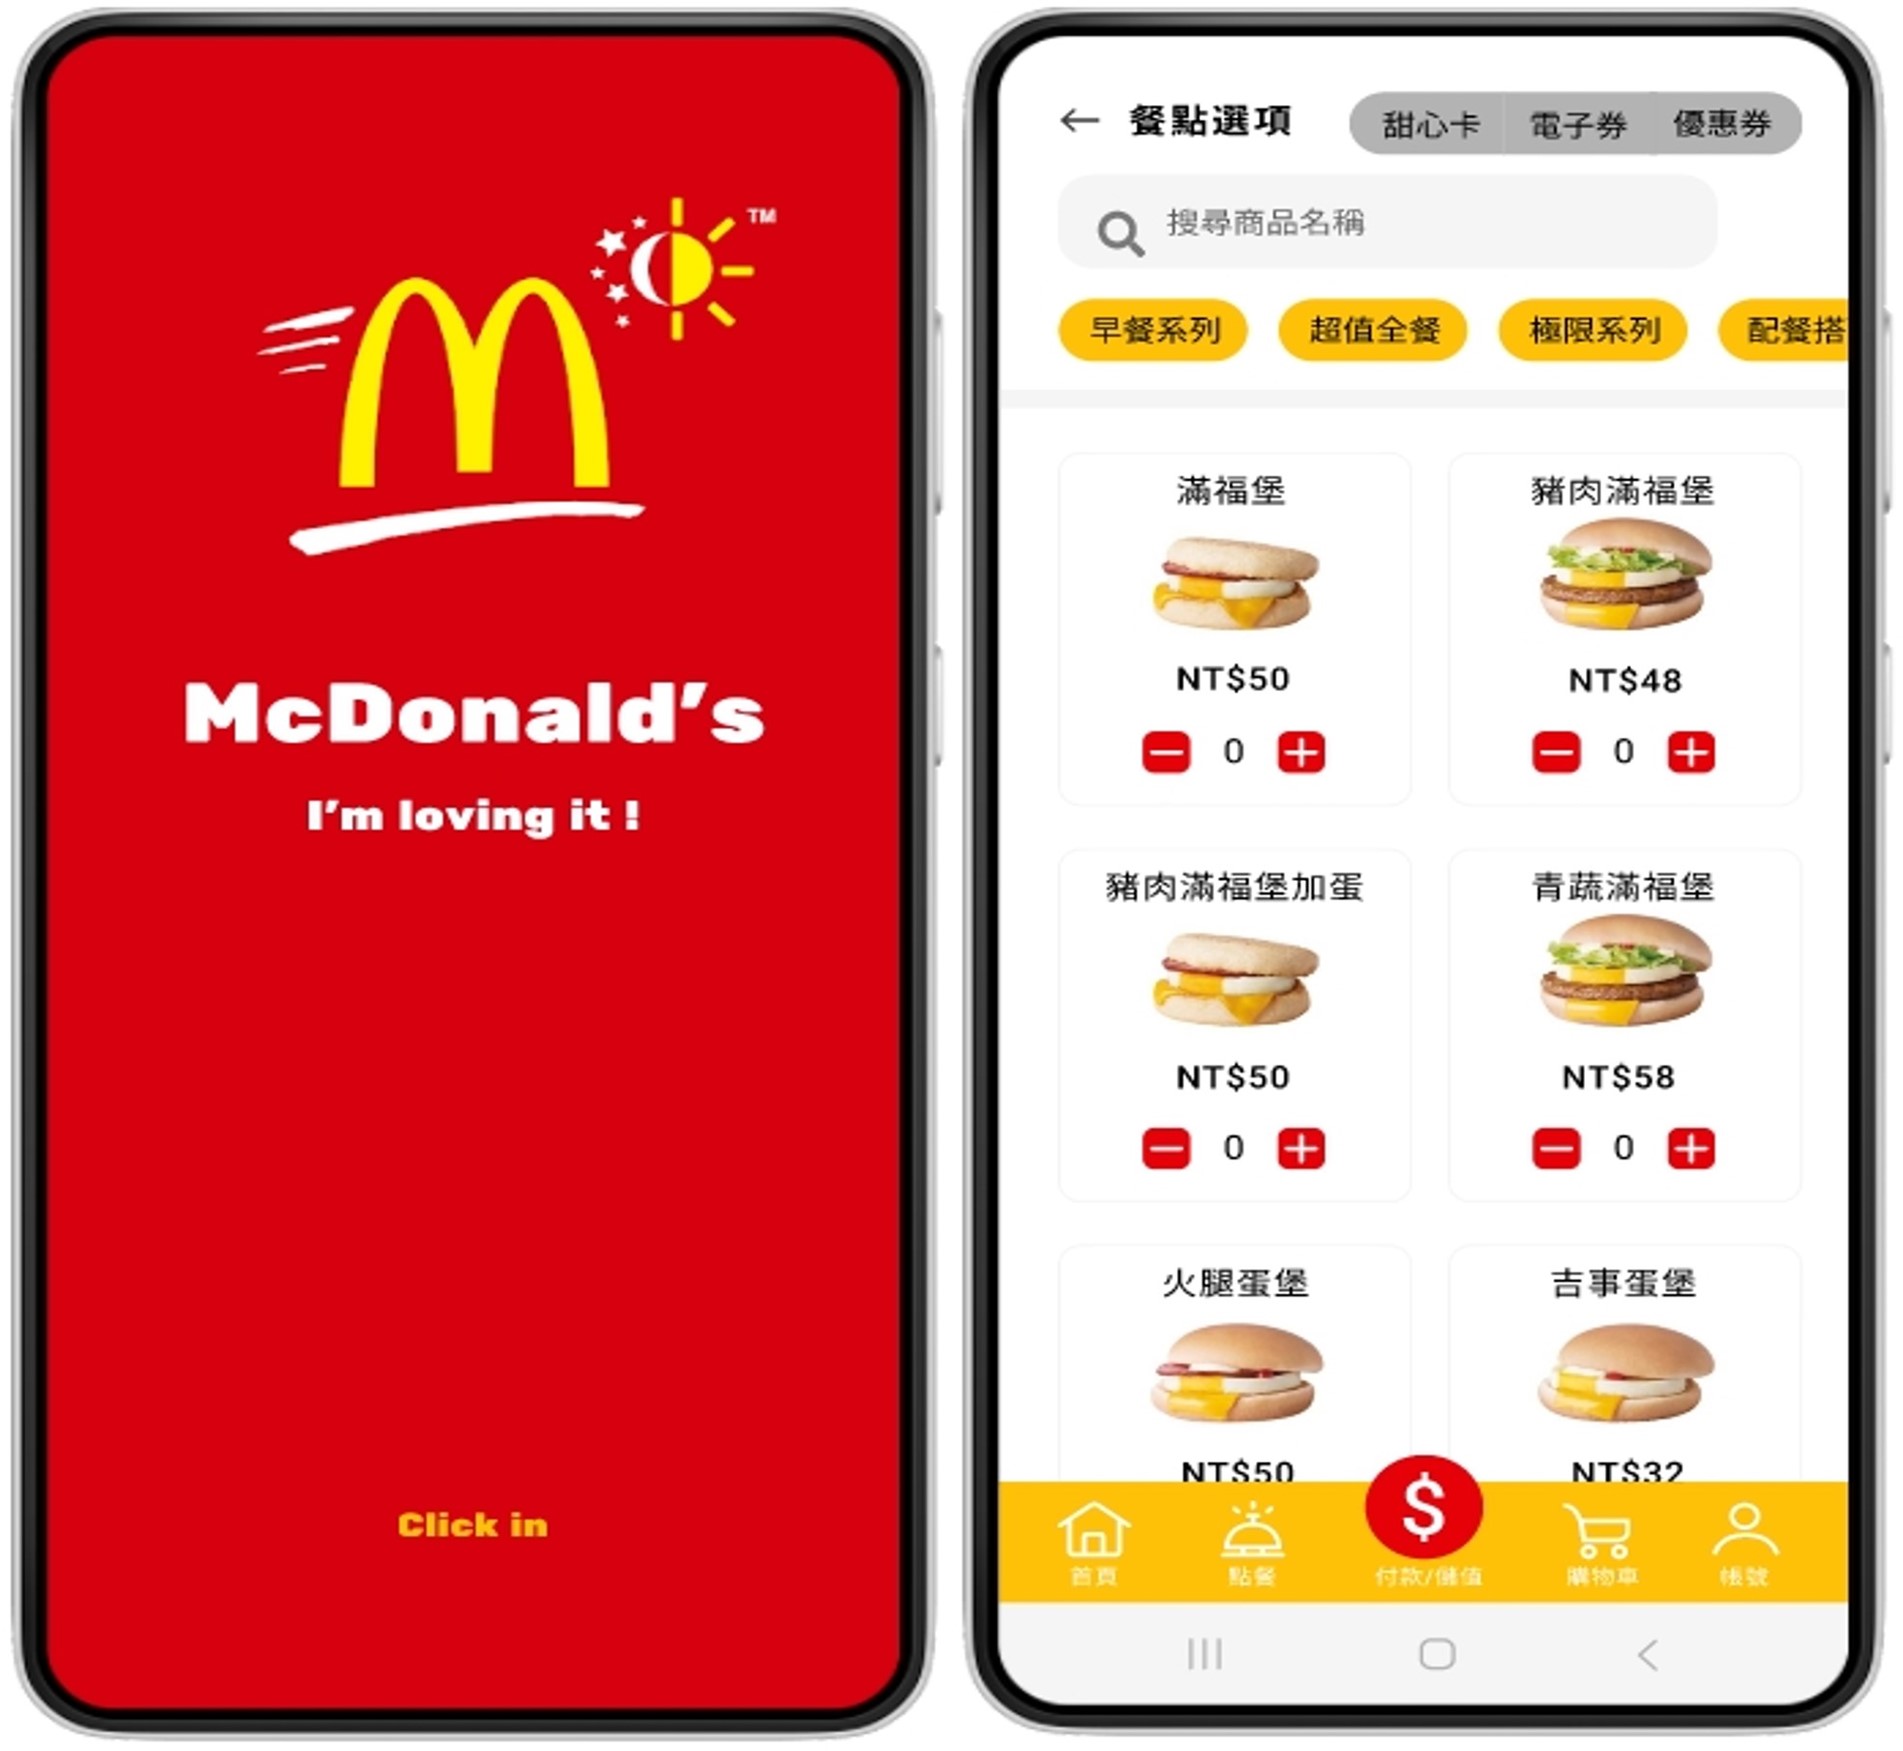 TM
McDonald's
I'm loving it !
Click in
餐點選項
甜心卡 電子券 優惠券
搜尋商品名稱
早餐系列 超值全餐 極限系列 配餐搭
滿福堡 豬肉滿福堡
NT$50 NT$48
0 0
豬肉滿福堡加蛋 青蔬滿福堡
NT$50 NT$58
0 0
火腿蛋堡 吉事蛋堡
NT$50 NT$32
$
首頁 點餐 付款/儲值 購物車 帳號